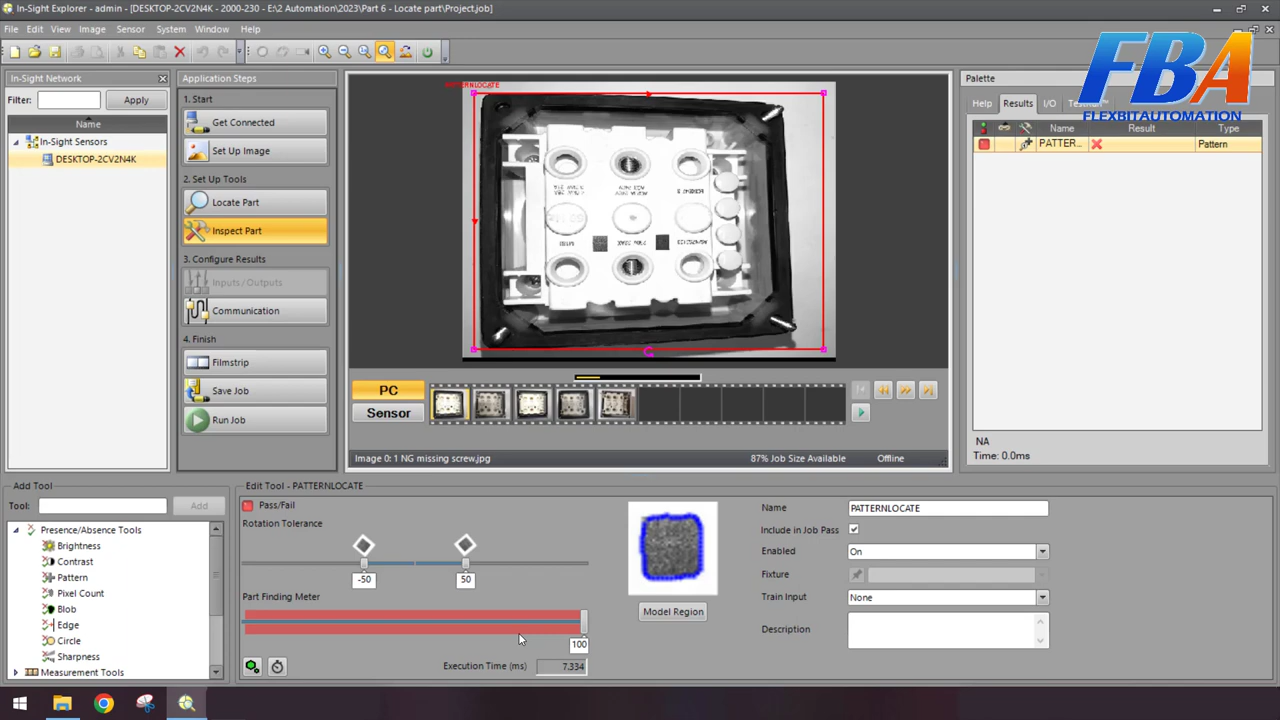 In-Sight Explorer - admin - [DESKTOP-2CV2N4K - 2000-230 - E:\2 Automation\2023\Part 6 - Locate part\Project.job]
File Edit View Image Sensor System Window Help
FBA
FLEXBITAUTOMATION
In-Sight Network
Filter:
Apply
Name
In-Sight Sensors
DESKTOP-2CV2N4K
Application Steps
1. Start
Get Connected
Set Up Image
2. Set Up Tools
Locate Part
Inspect Part
3. Configure Results
Inputs / Outputs
Communication
4. Finish
Filmstrip
Save Job
Run Job
PATTERNLOCATE
PC
Sensor
Image 0: 1 NG missing screw.jpg
87% Job Size Available
Offline
Palette
Help Results I/O
Name Result Type
PATTER... Pattern
NA
Time: 0.0ms
Add Tool
Tool:
Add
Presence/Absence Tools
Brightness
Contrast
Pattern
Pixel Count
Blob
Edge
Circle
Sharpness
Measurement Tools
Edit Tool - PATTERNLOCATE
Pass/Fail
Rotation Tolerance
-50 50
Part Finding Meter
100
Execution Time (ms) 7.334
Model Region
Name PATTERNLOCATE
Include in Job Pass
Enabled On
Fixture
Train Input None
Description